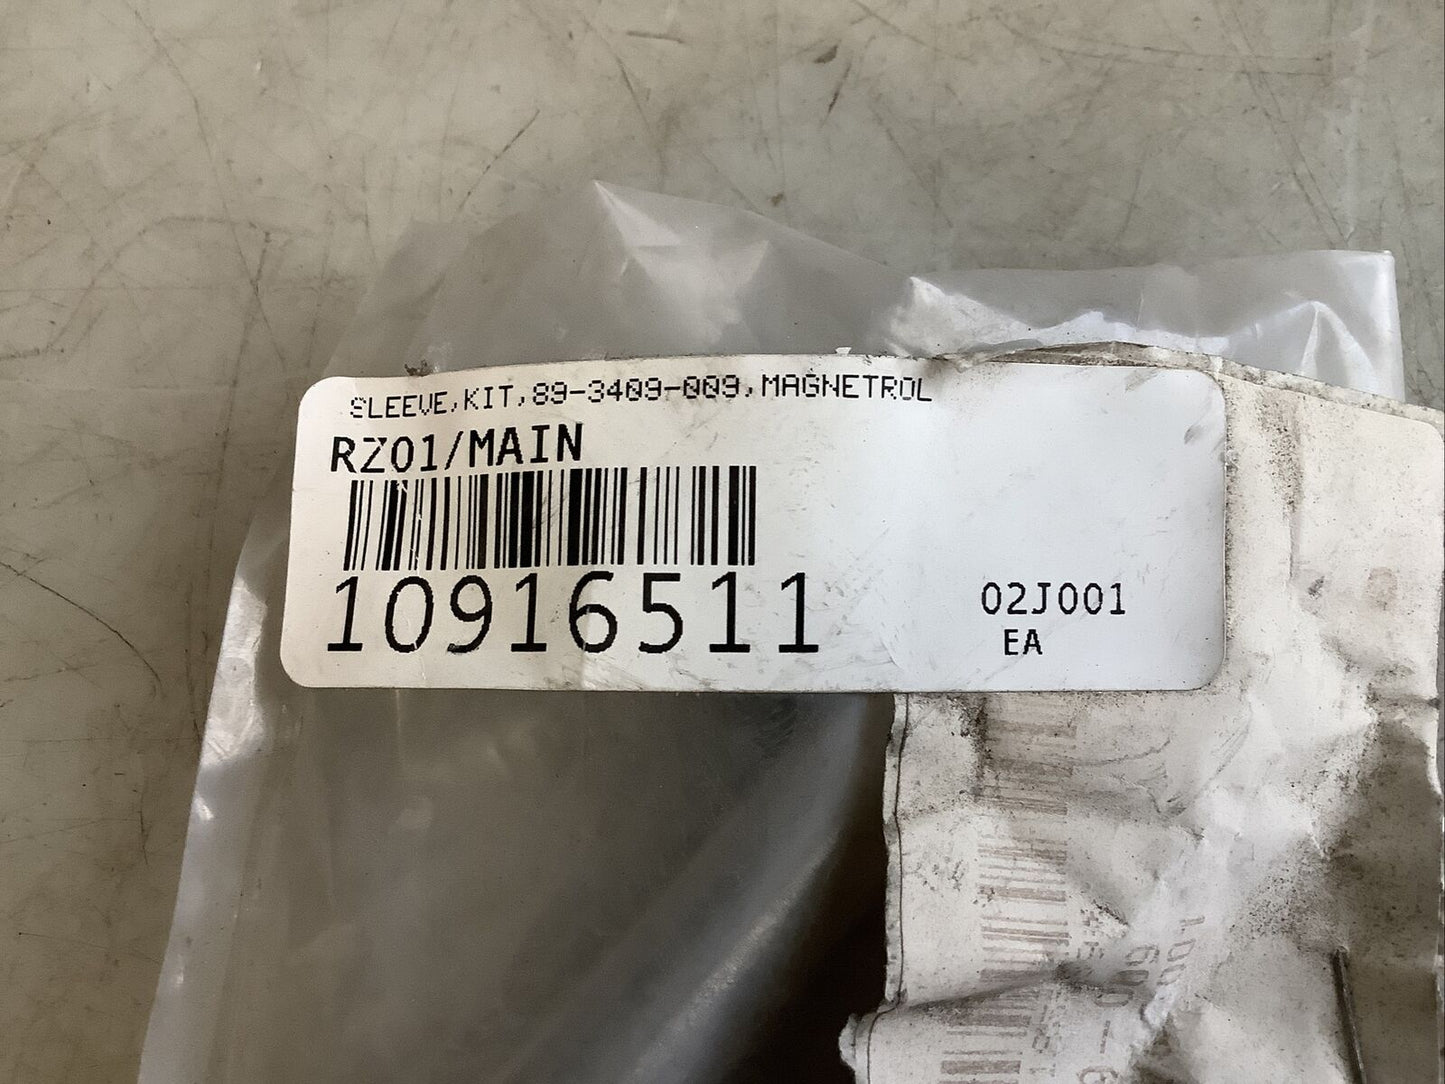 SLEEVE,KIT,89-3409-009,MAGNETROL
RZ01/MAIN
10916511
02J001
EA